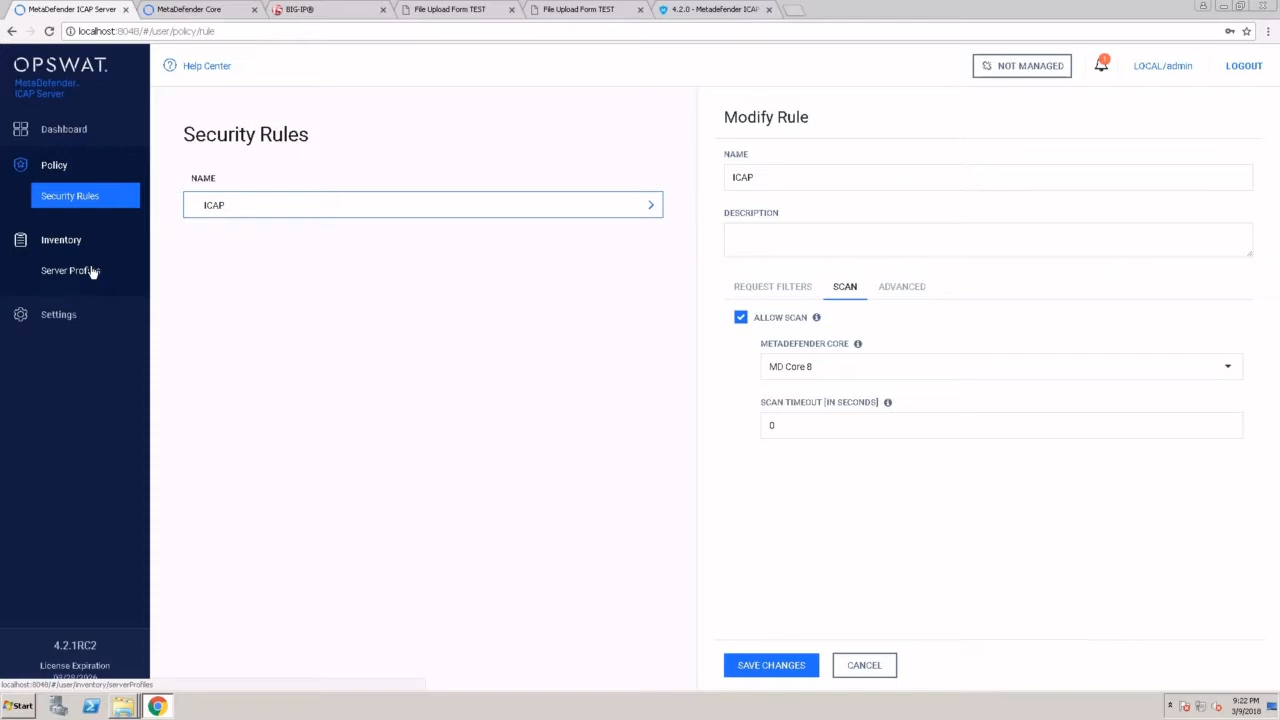 MetaDefender ICAP Server
MetaDefender Core
BIG-IP®
File Upload Form TEST
File Upload Form TEST
4.2.0 - Metadefender ICAP
localhost:8048/#/user/policy/rule
OPSWAT.
MetaDefender
ICAP Server
Help Center
NOT MANAGED
1
LOCAL/admin
LOGOUT
Dashboard
Policy
Security Rules
Inventory
Server Profiles
Settings
4.2.1RC2
License Expiration
Security Rules
NAME
ICAP
Modify Rule
NAME
ICAP
DESCRIPTION
REQUEST FILTERS
SCAN
ADVANCED
ALLOW SCAN
METADEFENDER CORE
MD Core 8
SCAN TIMEOUT [IN SECONDS]
0
SAVE CHANGES
CANCEL
localhost:8048/#/user/inventory/serverProfiles
Start
9:22 PM
3/9/2018